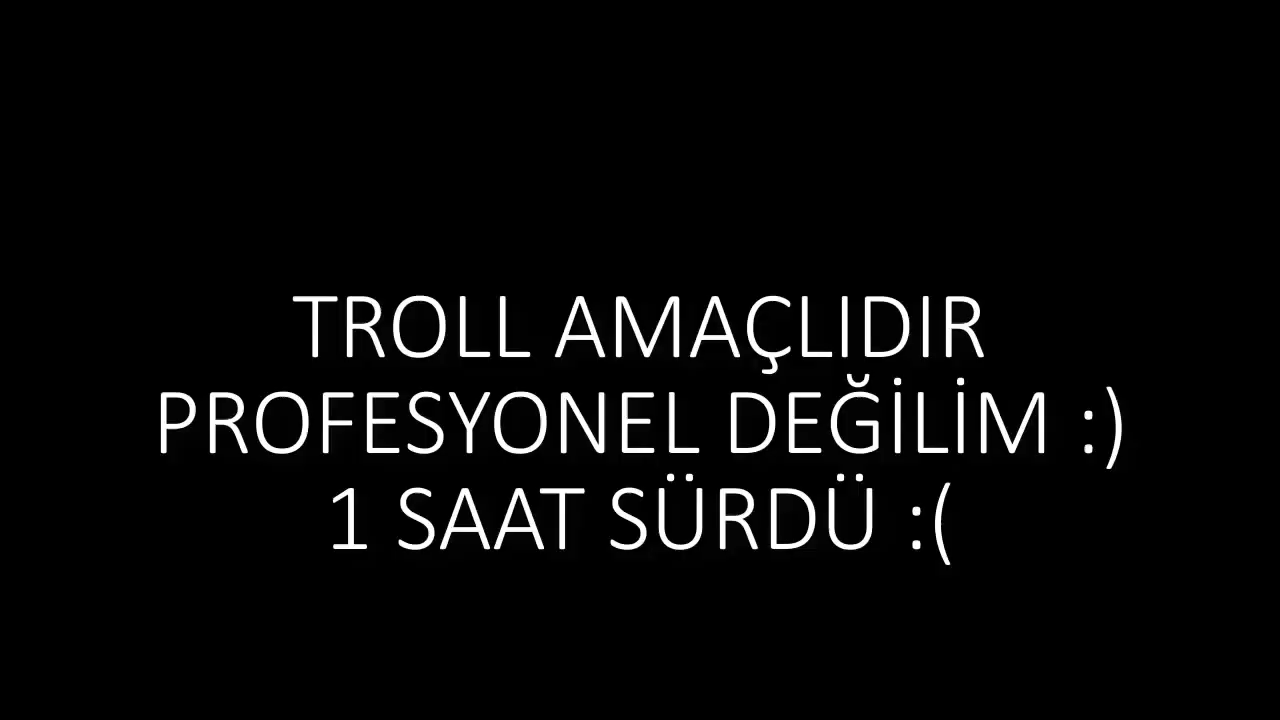 TROLL AMAÇLIDIR
PROFESYONEL DEĞİLİM :)
1 SAAT SÜRDÜ :(